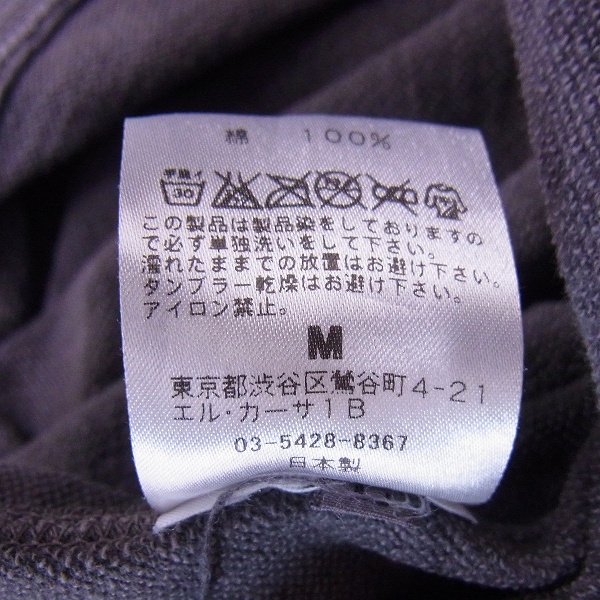 綿 100%
手洗イ
30
この製品は製品染をしておりますの
で必ず単独洗いをして下さい。
濡れたままでの放置はお避け下さい。
タンブラー乾燥はお避け下さい。
アイロン禁止。
M
東京都渋谷区鶯谷町4-21
エル・カーサ1B
03-5428-8367
日本製